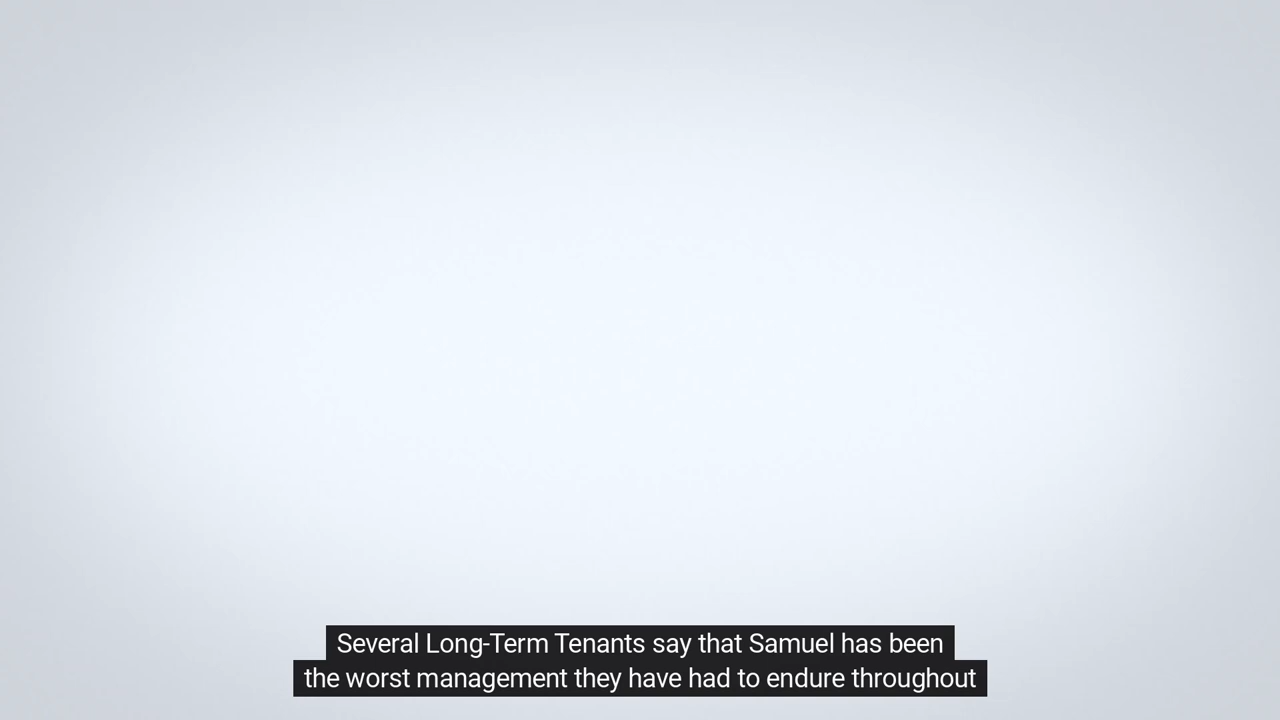 Several Long-Term Tenants say that Samuel has been
the worst management they have had to endure throughout